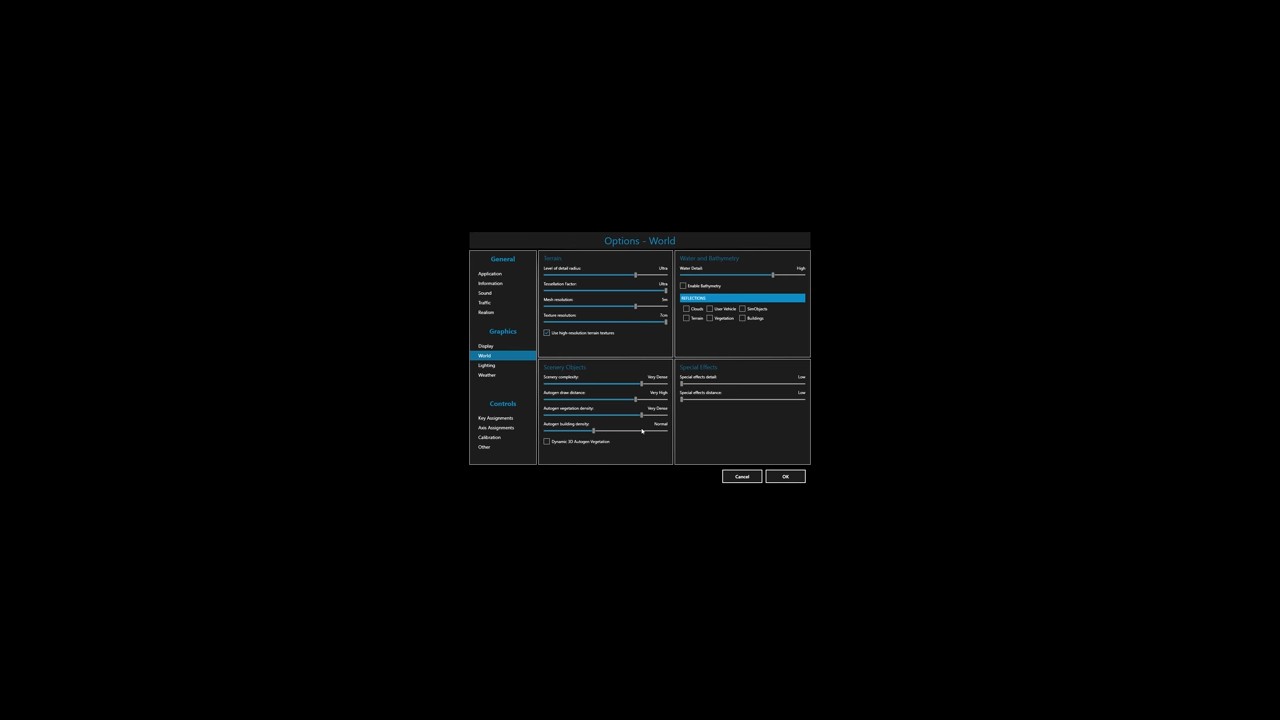 Options - World
General
Application
Information
Sound
Traffic
Realism
Graphics
Display
World
Lighting
Weather
Controls
Key Assignments
Axis Assignments
Calibration
Other
Terrain
Level of detail radius: Ultra
Tessellation Factor: Ultra
Mesh resolution: 5m
Texture resolution: 7cm
Use high-resolution terrain textures
Water and Bathymetry
Water Detail: High
Enable Bathymetry
REFLECTIONS
Clouds User Vehicle SimObjects
Terrain Vegetation Buildings
Scenery Objects
Scenery complexity: Very Dense
Autogen draw distance: Very High
Autogen vegetation density: Very Dense
Autogen building density: Normal
Dynamic 3D Autogen Vegetation
Special Effects
Special effects detail: Low
Special effects distance: Low
Cancel OK